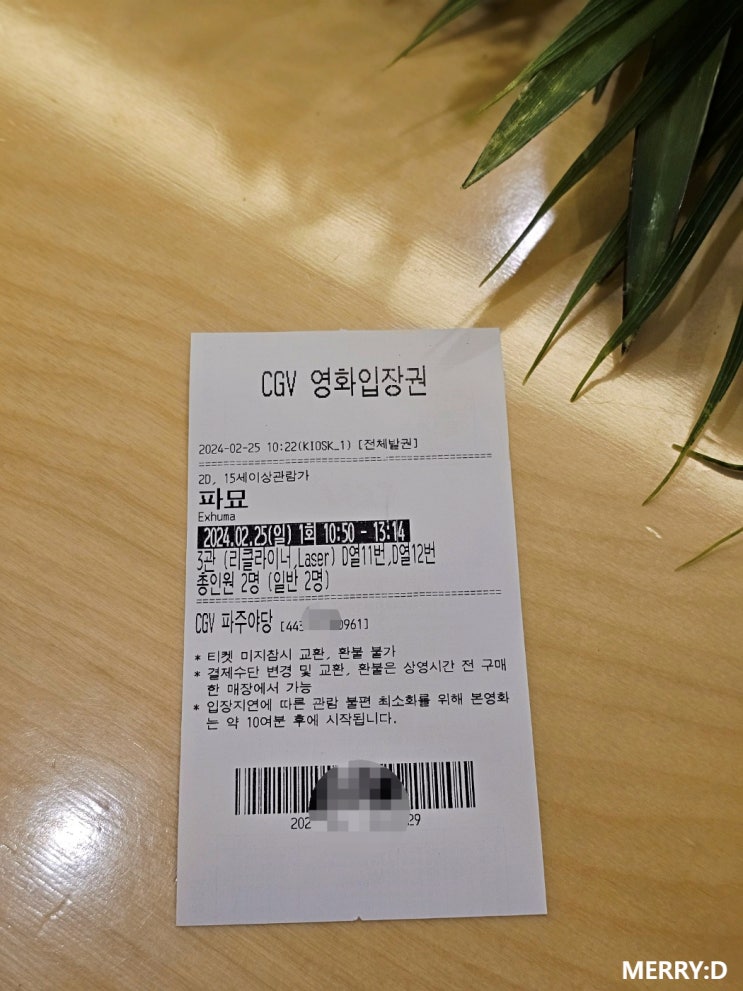 CGV 영화입장권
2024-02-25 10:22(KIOSK_1) [전체발권]
2D, 15세이상관람가
파묘
Exhuma
2024.02.25(일) 1회 10:50 - 13:14
3관 (리클라이너,Laser) D열11번,D열12번
총인원 2명 (일반 2명)
CGV 파주야당 [443 0961]
* 티켓 미지참시 교환, 환불 불가
* 결제수단 변경 및 교환, 환불은 상영시간 전 구매
한 매장에서 가능
* 입장지연에 따른 관람 불편 최소화를 위해 본영화
는 약 10여분 후에 시작됩니다.
202 29
MERRY:D